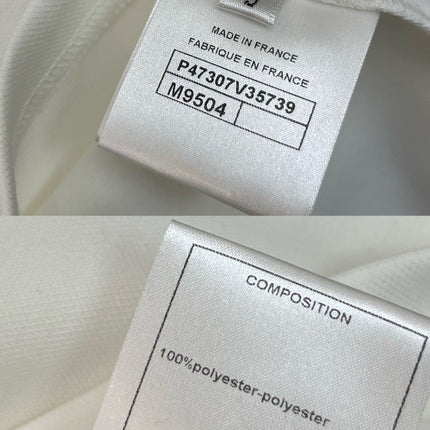 MADE IN FRANCE
FABRIQUE EN FRANCE
P47307V35739
M9504
COMPOSITION
100%polyester-polyester